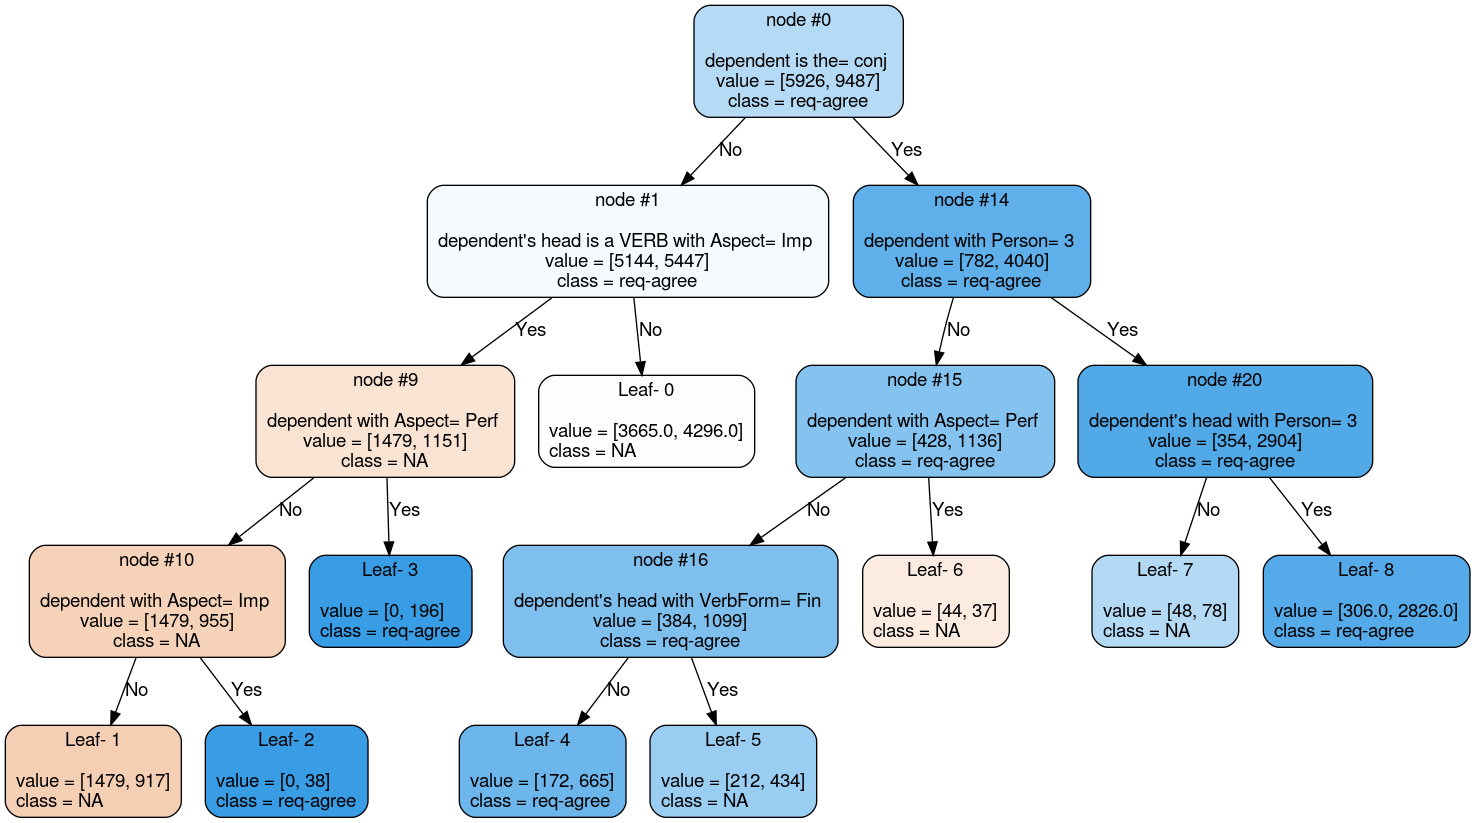 node #0
dependent is the= conj
value = [5926, 9487]
class = req-agree
No
Yes
node #1
dependent's head is a VERB with Aspect= Imp
value = [5144, 5447]
class = req-agree
node #14
dependent with Person= 3
value = [782, 4040]
class = req-agree
Yes
No
No
Yes
node #9
dependent with Aspect= Perf
value = [1479, 1151]
class = NA
Leaf- 0
value = [3665.0, 4296.0]
class = NA
node #15
dependent with Aspect= Perf
value = [428, 1136]
class = req-agree
node #20
dependent's head with Person= 3
value = [354, 2904]
class = req-agree
No
Yes
No
Yes
No
Yes
node #10
dependent with Aspect= Imp
value = [1479, 955]
class = NA
Leaf- 3
value = [0, 196]
class = req-agree
node #16
dependent's head with VerbForm= Fin
value = [384, 1099]
class = req-agree
Leaf- 6
value = [44, 37]
class = NA
Leaf- 7
value = [48, 78]
class = NA
Leaf- 8
value = [306.0, 2826.0]
class = req-agree
No
Yes
No
Yes
Leaf- 1
value = [1479, 917]
class = NA
Leaf- 2
value = [0, 38]
class = req-agree
Leaf- 4
value = [172, 665]
class = req-agree
Leaf- 5
value = [212, 434]
class = NA